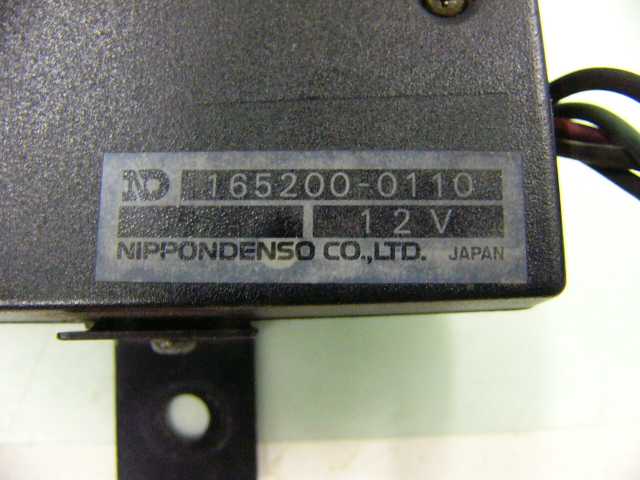 ND 165200-0110
12V
NIPPONDENSO CO.,LTD. JAPAN